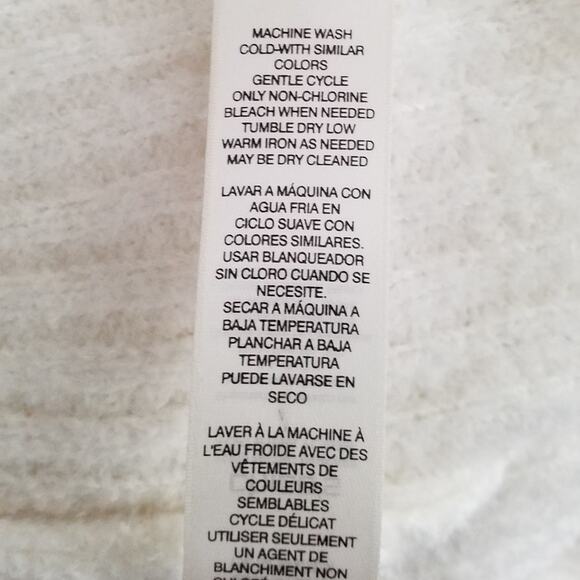 MACHINE WASH
COLD-WITH SIMILAR
COLORS
GENTLE CYCLE
ONLY NON-CHLORINE
BLEACH WHEN NEEDED
TUMBLE DRY LOW
WARM IRON AS NEEDED
MAY BE DRY CLEANED
LAVAR A MÁQUINA CON
AGUA FRIA EN
CICLO SUAVE CON
COLORES SIMILARES.
USAR BLANQUEADOR
SIN CLORO CUANDO SE
NECESITE.
SECAR A MÁQUINA A
BAJA TEMPERATURA
PLANCHAR A BAJA
TEMPERATURA
PUEDE LAVARSE EN
SECO
LAVER À LA MACHINE À
L'EAU FROIDE AVEC DES
VÊTEMENTS DE
COULEURS
SEMBLABLES
CYCLE DÉLICAT
UTILISER SEULEMENT
UN AGENT DE
BLANCHIMENT NON